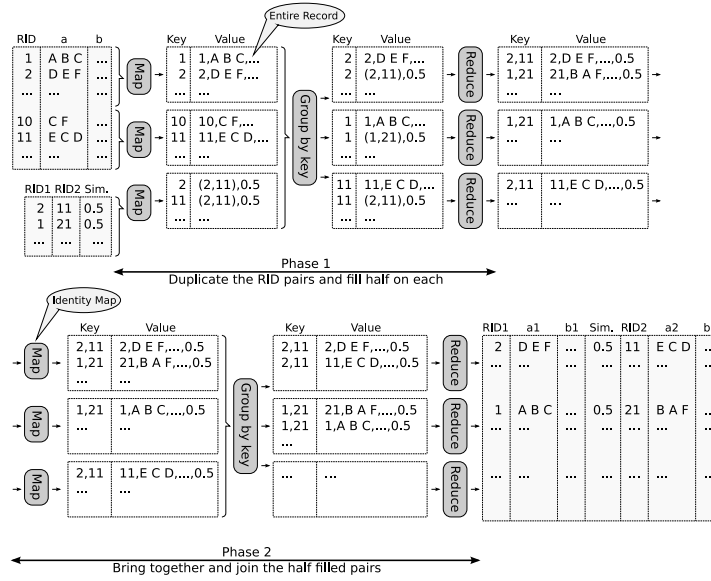 Entire Record
RID a b Key Value Key Value Key Value
1 A B C ... Map 1 1,A B C,... 2 2,D E F,... Reduce 2,11 2,D E F,...,0.5
2 D E F ... 2 2,D E F,... 2 (2,11),0.5 1,21 21,B A F,...,0.5
... ... ... ... ... ...
Group by key
10 C F ... Map 10 10,C F,... 1 1,A B C,... Reduce 1,21 1,A B C,...,0.5
11 E C D ... 11 11,E C D,... 1 (1,21),0.5 ... ...
... ... ... ...
RID1 RID2 Sim. Map 2 (2,11),0.5 11 11,E C D,... Reduce 2,11 11,E C D,...,0.5
2 11 0.5 11 (2,11),0.5 11 (2,11),0.5 ... ...
1 21 0.5 ... ...
... ... ...
Phase 1
Duplicate the RID pairs and fill half on each
Identity Map
Key Value Key Value RID1 a1 b1 Sim. RID2 a2 b
Map 2,11 2,D E F,...,0.5 2,11 2,D E F,...,0.5 Reduce 2 D E F ... 0.5 11 E C D ...
1,21 21,B A F,...,0.5 2,11 11,E C D,...,0.5 ... ... ... ... ... ...
... ...
Group by key
Map 1,21 1,A B C,...,0.5 1,21 21,B A F,...,0.5 Reduce 1 A B C ... 0.5 21 B A F ...
... ... 1,21 1,A B C,...,0.5
...
Map 2,11 11,E C D,...,0.5 ... ... Reduce ... ... ... ... ... ...
... ...
Phase 2
Bring together and join the half filled pairs